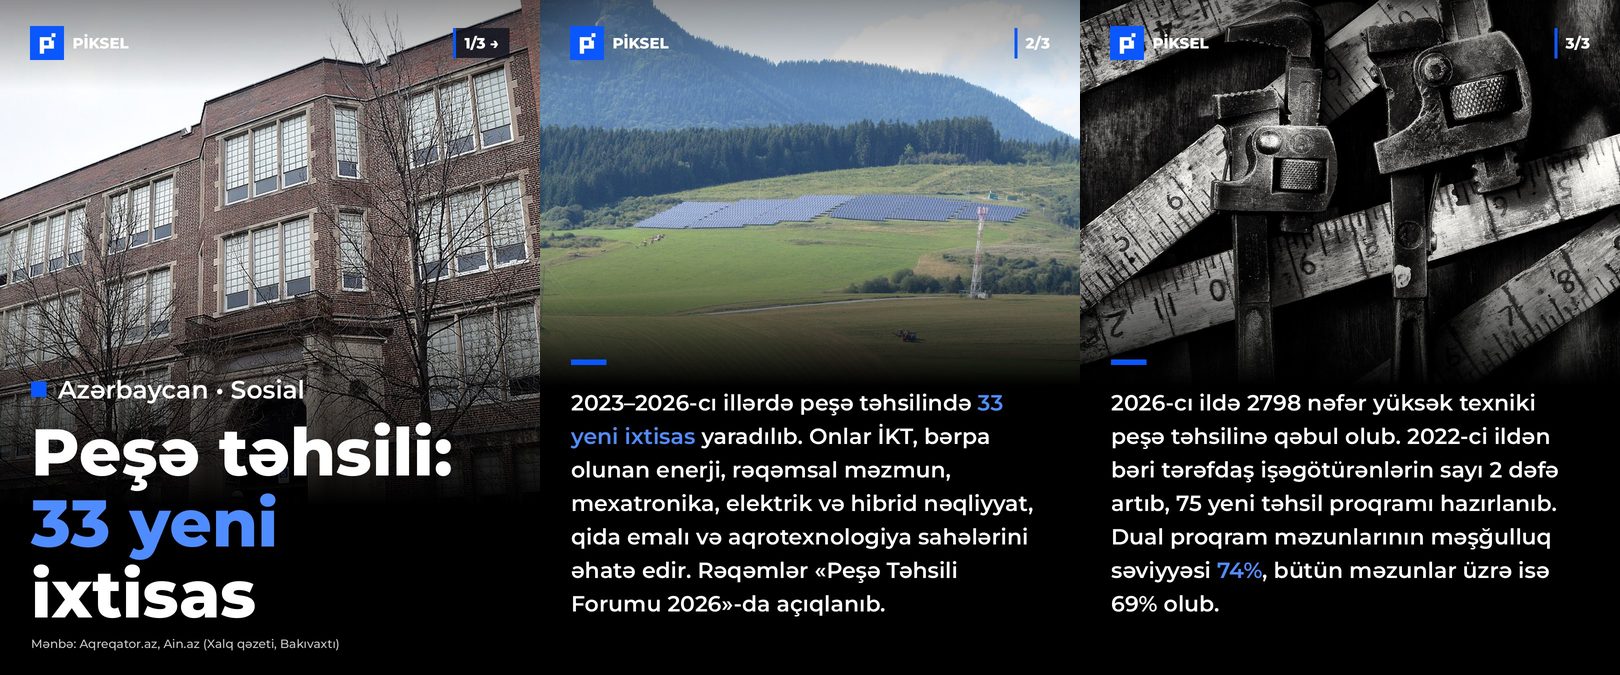 PİKSEL
1/3 →
Azərbaycan • Sosial
Peşə təhsili:
33 yeni
ixtisas
Mənbə: Aqreqator.az, Ain.az (Xalq qəzeti, Bakıvaxtı)
PİKSEL
2/3
2023–2026-cı illərdə peşə təhsilində 33
yeni ixtisas yaradılıb. Onlar İKT, bərpa
olunan enerji, rəqəmsal məzmun,
mexatronika, elektrik və hibrid nəqliyyat,
qida emalı və aqrotexnologiya sahələrini
əhatə edir. Rəqəmlər «Peşə Təhsili
Forumu 2026»-da açıqlanıb.
PİKSEL
3/3
2026-cı ildə 2798 nəfər yüksək texniki
peşə təhsilinə qəbul olub. 2022-ci ildən
bəri tərəfdaş işəgötürənlərin sayı 2 dəfə
artıb, 75 yeni təhsil proqramı hazırlanıb.
Dual proqram məzunlarının məşğulluq
səviyyəsi 74%, bütün məzunlar üzrə isə
69% olub.